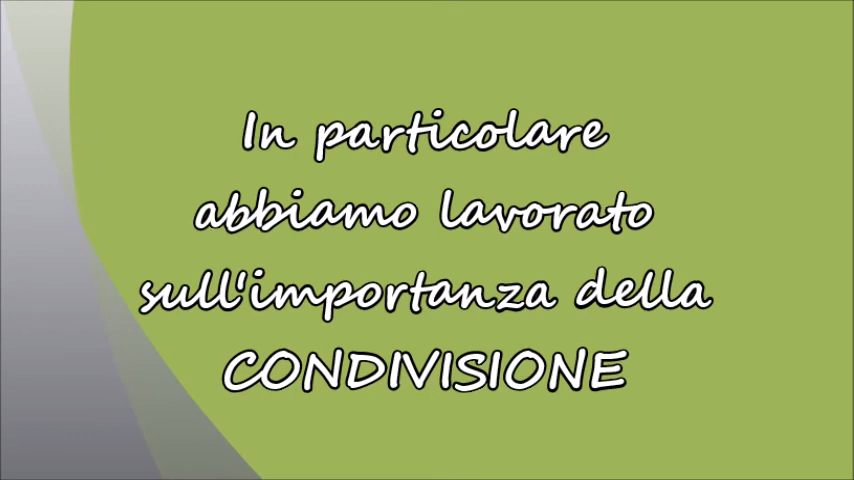 In particolare
abbiamo lavorato
sull'importanza della
CONDIVISIONE